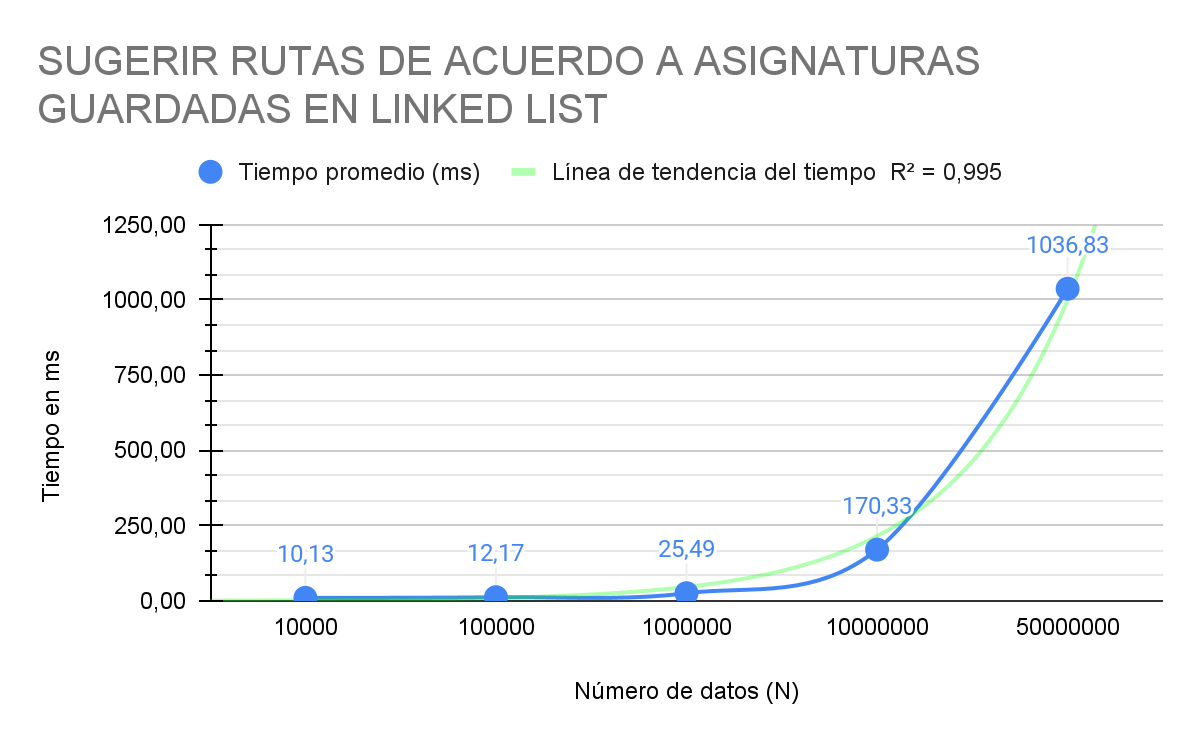 SUGERIR RUTAS DE ACUERDO A ASIGNATURAS
GUARDADAS EN LINKED LIST
Tiempo promedio (ms) Línea de tendencia del tiempo R² = 0,995
1250,00
1000,00
750,00
500,00
250,00
0,00
Tiempo en ms
10,13
12,17
25,49
170,33
1036,83
10000 100000 1000000 10000000 50000000
Número de datos (N)